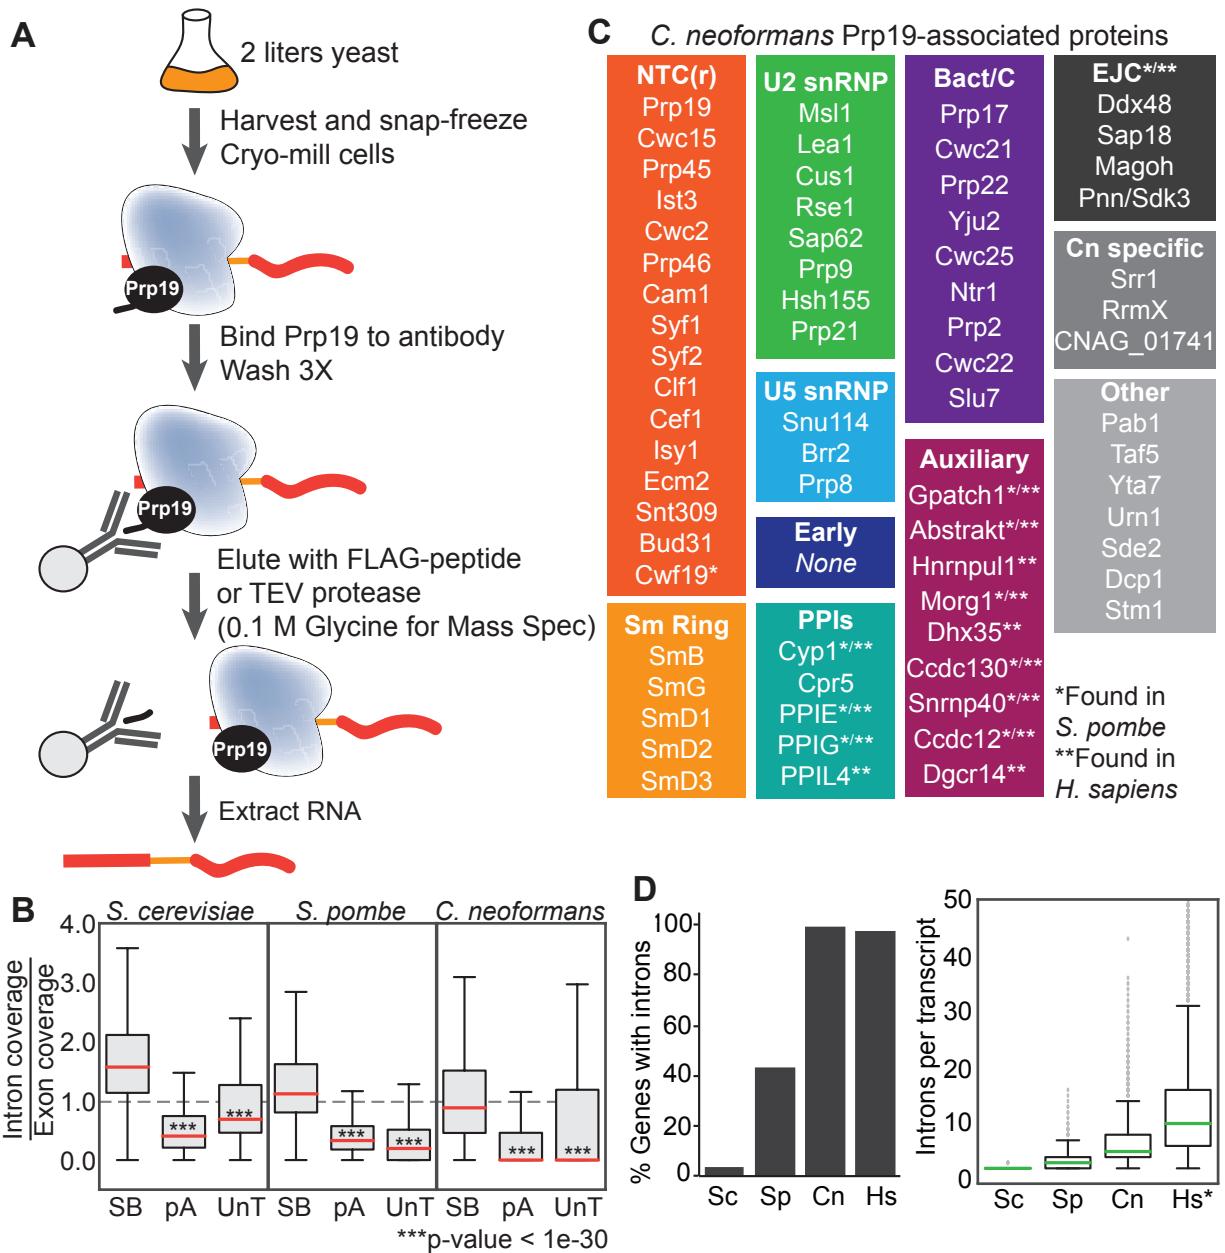 A
2 liters yeast
Harvest and snap-freeze
Cryo-mill cells
Prp19
Bind Prp19 to antibody
Wash 3X
Prp19
Elute with FLAG-peptide
or TEV protease
(0.1 M Glycine for Mass Spec)
Prp19
Extract RNA
C
C. neoformans Prp19-associated proteins
NTC(r)
Prp19
Cwc15
Prp45
Ist3
Cwc2
Prp46
Cam1
Syf1
Syf2
Clf1
Cef1
Isy1
Ecm2
Snt309
Bud31
Cwf19*
Sm Ring
SmB
SmG
SmD1
SmD2
SmD3
U2 snRNP
Msl1
Lea1
Cus1
Rse1
Sap62
Prp9
Hsh155
Prp21
U5 snRNP
Snu114
Brr2
Prp8
Early
None
PPIs
Cyp1*/**
Cpr5
PPIE*/**
PPIG*/**
PPIL4**
Bact/C
Prp17
Cwc21
Prp22
Yju2
Cwc25
Ntr1
Prp2
Cwc22
Slu7
Auxiliary
Gpatch1*/**
Abstrakt*/**
Hnrnpul1**
Morg1*/**
Dhx35**
Ccdc130*/**
Snrnp40*/**
Ccdc12*/**
Dgcr14**
EJC*/**
Ddx48
Sap18
Magoh
Pnn/Sdk3
Cn specific
Srr1
RrmX
CNAG_01741
Other
Pab1
Taf5
Yta7
Urn1
Sde2
Dcp1
Stm1
*Found in
S. pombe
**Found in
H. sapiens
B
S. cerevisiae S. pombe C. neoformans
Intron coverage
Exon coverage
4.0
3.0
2.0
1.0
0.0
*** *** *** *** *** ***
SB pA UnT SB pA UnT SB pA UnT
***p-value < 1e-30
D
% Genes with introns
100
80
60
40
20
0
Sc Sp Cn Hs
Introns per transcript
50
40
30
20
10
0
Sc Sp Cn Hs*